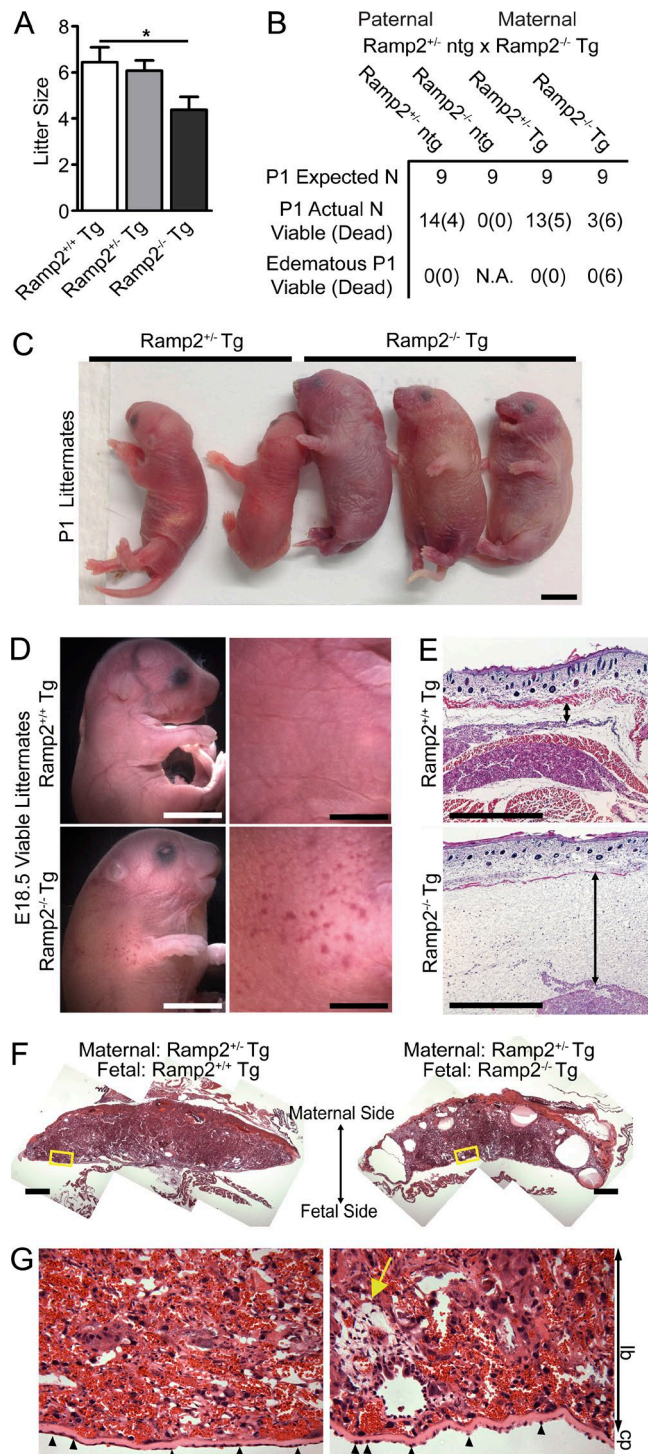 A
*
8
6
4
2
0
Litter Size
Ramp2+/+ Tg
Ramp2+/- Tg
Ramp2-/- Tg
B
Paternal Maternal
Ramp2+/- ntg x Ramp2-/- Tg
Ramp2+/- ntg
Ramp2-/- ntg
Ramp2+/- Tg
Ramp2-/- Tg
P1 Expected N 9 9 9 9
P1 Actual N
Viable (Dead) 14(4) 0(0) 13(5) 3(6)
Edematous P1
Viable (Dead) 0(0) N.A. 0(0) 0(6)
C
Ramp2+/- Tg Ramp2-/- Tg
P1 Littermates
D
E18.5 Viable Littermates
Ramp2+/+ Tg
Ramp2-/- Tg
E
Ramp2+/+ Tg
Ramp2-/- Tg
F
Maternal: Ramp2+/- Tg
Fetal: Ramp2+/+ Tg
Maternal: Ramp2+/- Tg
Fetal: Ramp2-/- Tg
Maternal Side
Fetal Side
G
lb
cp